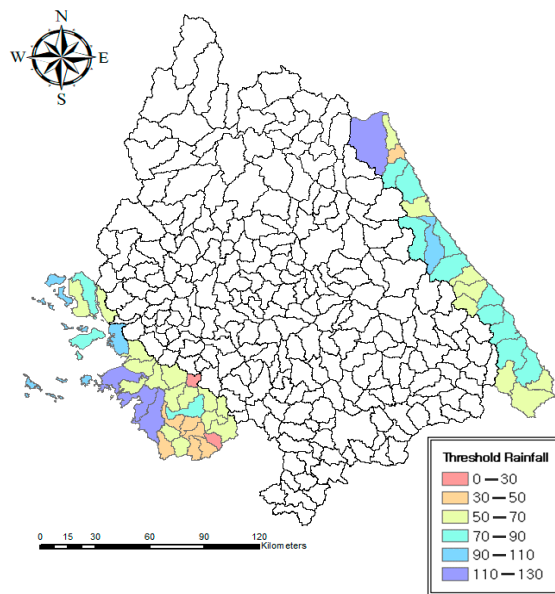 N
W E
S
Threshold Rainfall
0 — 30
30 — 50
50 — 70
70 — 90
90 — 110
110 — 130
0 15 30 60 90 120
Kilometers